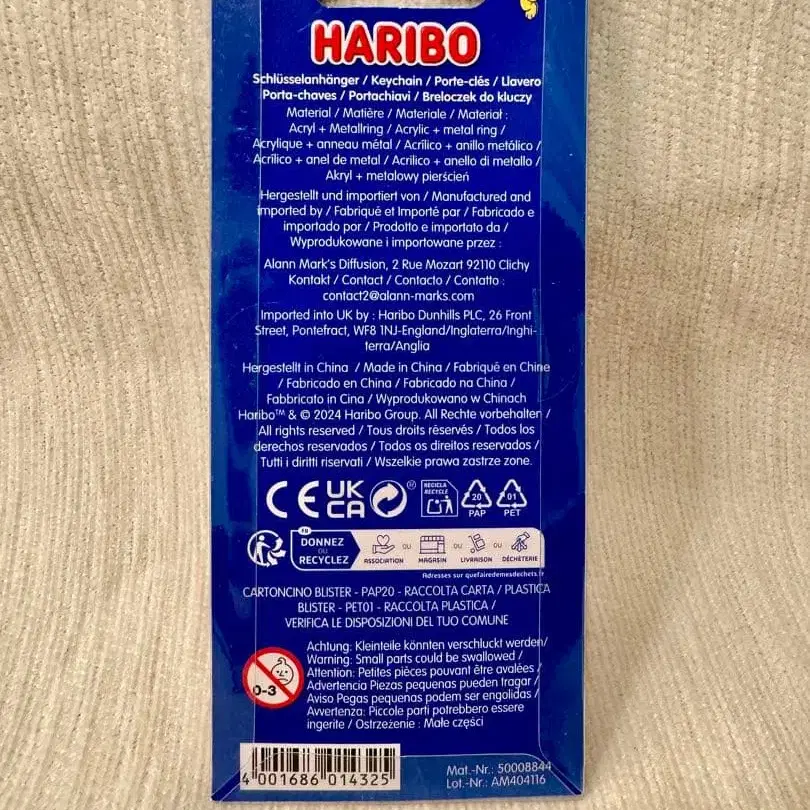 HARIBO
Schlüsselanhänger / Keychain / Porte-clés / Llavero
Porta-chaves / Portachiavi / Breloczek do kluczy
Material / Matière / Materiale / Materiał :
Acryl + Metallring / Acrylic + metal ring /
Acrylique + anneau métal / Acrílico + anillo metálico /
Acrílico + anel de metal / Acrilico + anello di metallo /
Akryl + metalowy pierścień
Hergestellt und importiert von / Manufactured and
imported by / Fabriqué et Importé par / Fabricado e
importado por / Prodotto e importato da /
Wyprodukowane i importowane przez :
Alann Mark's Diffusion, 2 Rue Mozart 92110 Clichy
Kontakt / Contact / Contacto / Contatto :
contact2@alann-marks.com
Imported into UK by : Haribo Dunhills PLC, 26 Front
Street, Pontefract, WF8 1NJ-England/Inglaterra/Inghi-
terra/Anglia
Hergestellt in China / Made in China / Fabriqué en Chine
/ Fabricado en China / Fabricado na China /
Fabbricato in Cina / Wyprodukowano w Chinach
Haribo™ & © 2024 Haribo Group. All Rechte vorbehalten /
All rights reserved / Tous droits réservés / Todos los
derechos reservados / Todos os direitos reservados /
Tutti i diritti riservati / Wszelkie prawa zastrze zone.
CE UK CA RECICLA RECYCLE 20 PAP 01 PET
FR DONNEZ OU RECYCLEZ ASSOCIATION OU MAGASIN OU LIVRAISON OU DÉCHÈTERIE
Adresses sur quefairedemesdechets.fr
CARTONCINO BLISTER - PAP20 - RACCOLTA CARTA / PLASTICA
BLISTER - PET01 - RACCOLTA PLASTICA /
VERIFICA LE DISPOSIZIONI DEL TUO COMUNE
0-3
Achtung: Kleinteile könnten verschluckt werden/
Warning: Small parts could be swallowed /
Attention: Petites pièces pouvant être avalées /
Advertencia Piezas pequenas pueden tragar /
Aviso Pegas pequenas podem ser engolidas /
Avvertenza: Piccole parti potrebbero essere
ingerite / Ostrzeżenie : Małe części
4 001686 014325
Mat.-Nr.: 50008844
Lot.-Nr.: AM404116